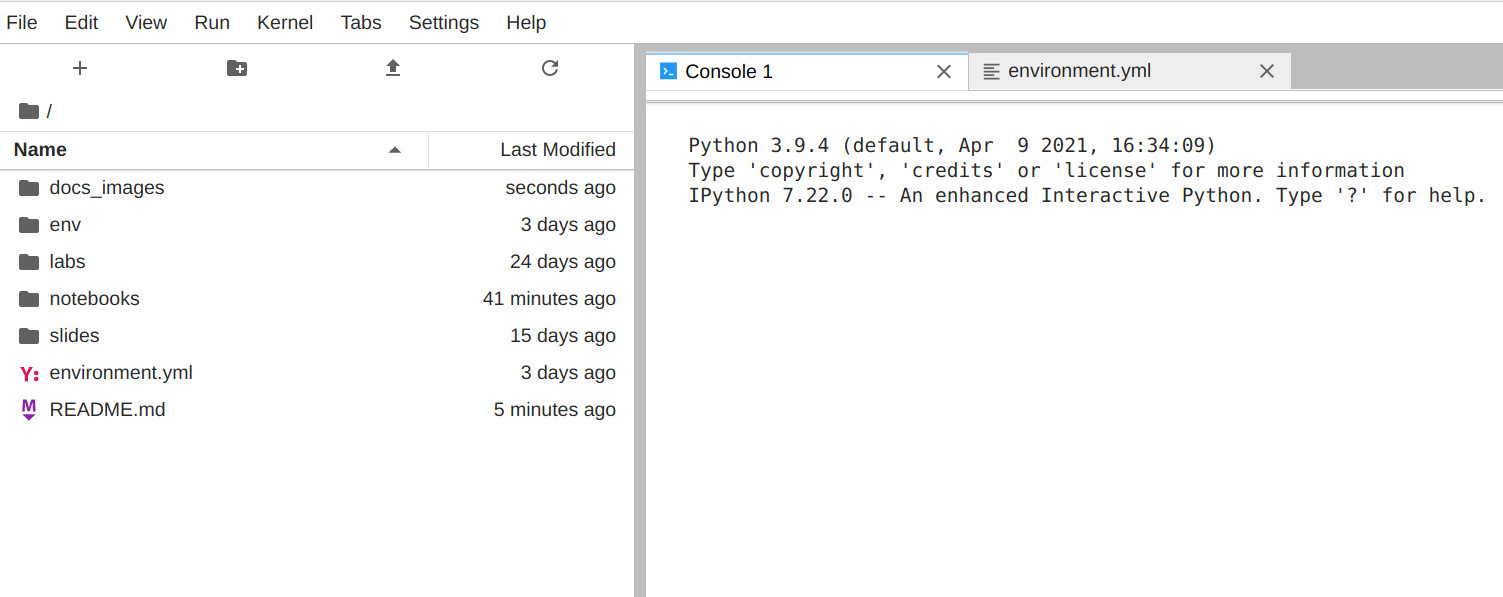 File Edit View Run Kernel Tabs Settings Help
/
Name Last Modified
docs_images seconds ago
env 3 days ago
labs 24 days ago
notebooks 41 minutes ago
slides 15 days ago
Y: environment.yml 3 days ago
M README.md 5 minutes ago
Console 1 environment.yml
Python 3.9.4 (default, Apr  9 2021, 16:34:09)
Type 'copyright', 'credits' or 'license' for more information
IPython 7.22.0 -- An enhanced Interactive Python. Type '?' for help.